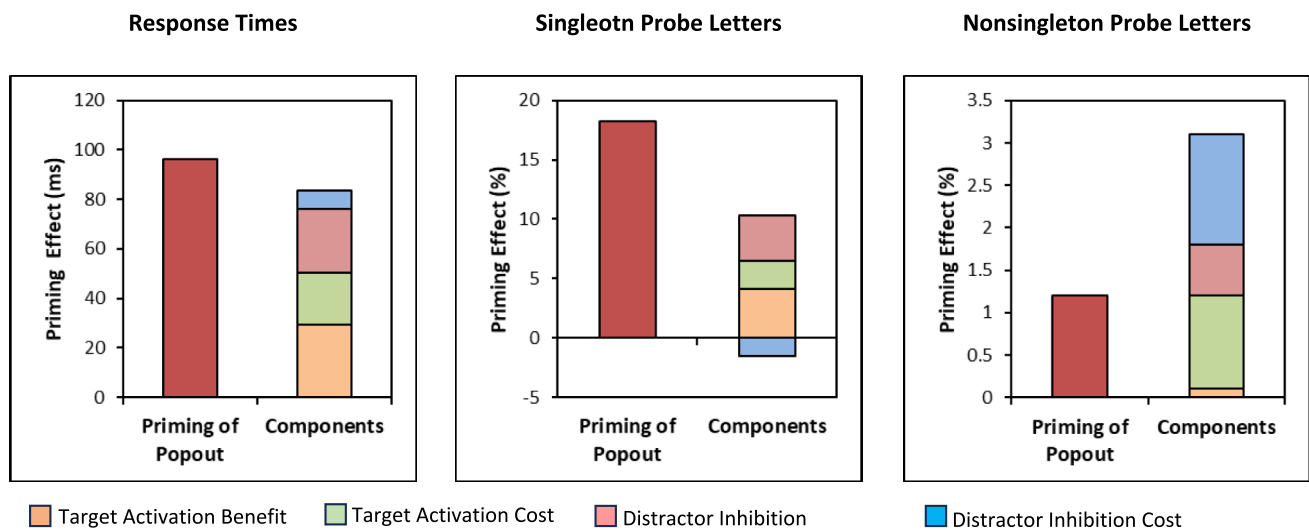 Response Times
Singleotn Probe Letters
Nonsingleton Probe Letters
Priming Effect (ms)
120
100
80
60
40
20
0
Priming of
Popout
Components
Priming Effect (%)
20
15
10
5
0
-5
Priming of
Popout
Components
Priming Effect (%)
3.5
3
2.5
2
1.5
1
0.5
0
Priming of
Popout
Components
Target Activation Benefit
Target Activation Cost
Distractor Inhibition
Distractor Inhibition Cost